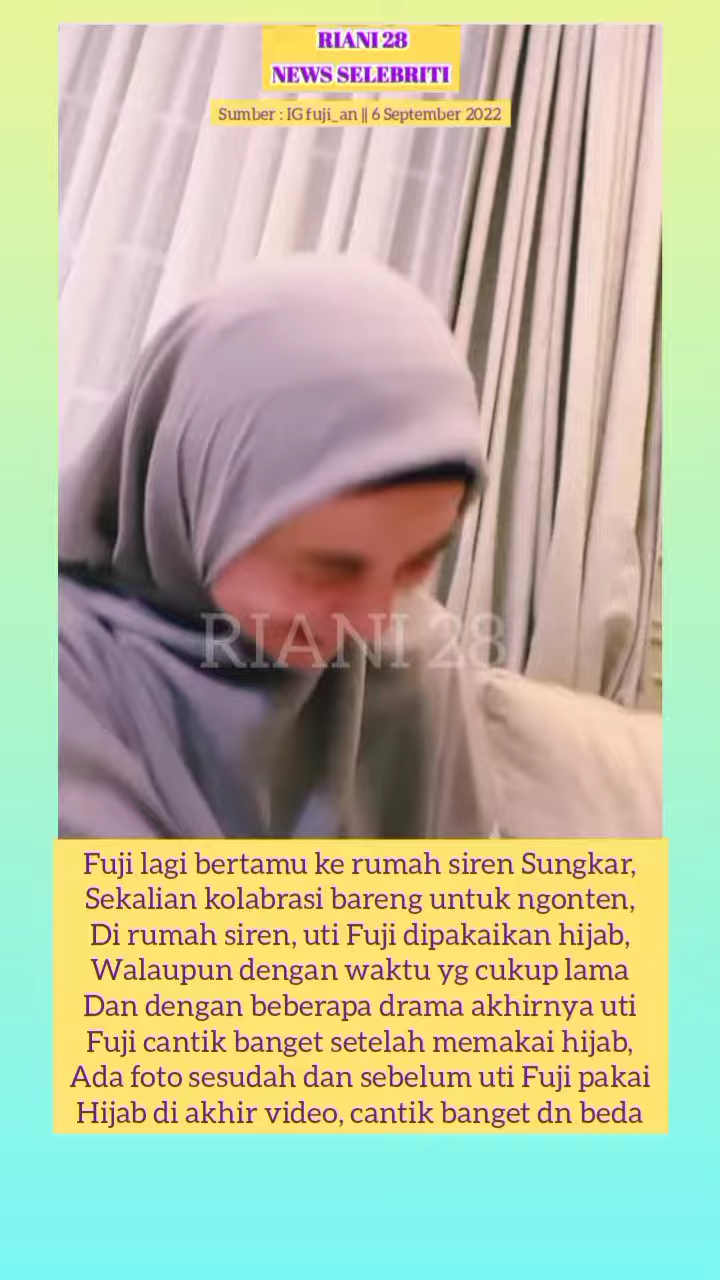 RIANI 28
NEWS SELEBRITI
Sumber : IG fuji_an || 6 September 2022
RIANI 28
Fuji lagi bertamu ke rumah siren Sungkar,
Sekalian kolabrasi bareng untuk ngonten,
Di rumah siren, uti Fuji dipakaikan hijab,
Walaupun dengan waktu yg cukup lama
Dan dengan beberapa drama akhirnya uti
Fuji cantik banget setelah memakai hijab,
Ada foto sesudah dan sebelum uti Fuji pakai
Hijab di akhir video, cantik banget dn beda